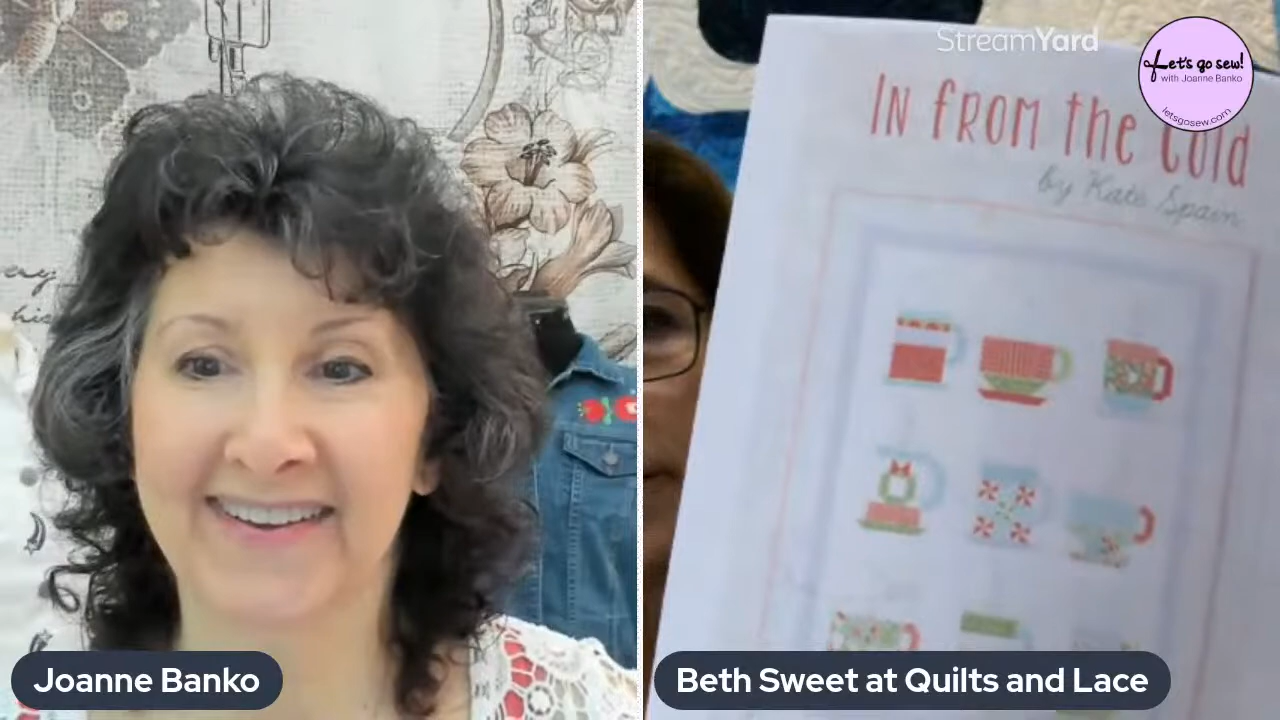 StreamYard
Let's go sew!
with Joanne Banko
letsgosew.com
IN from the Cold
by Kate Spain
Joanne Banko
Beth Sweet at Quilts and Lace